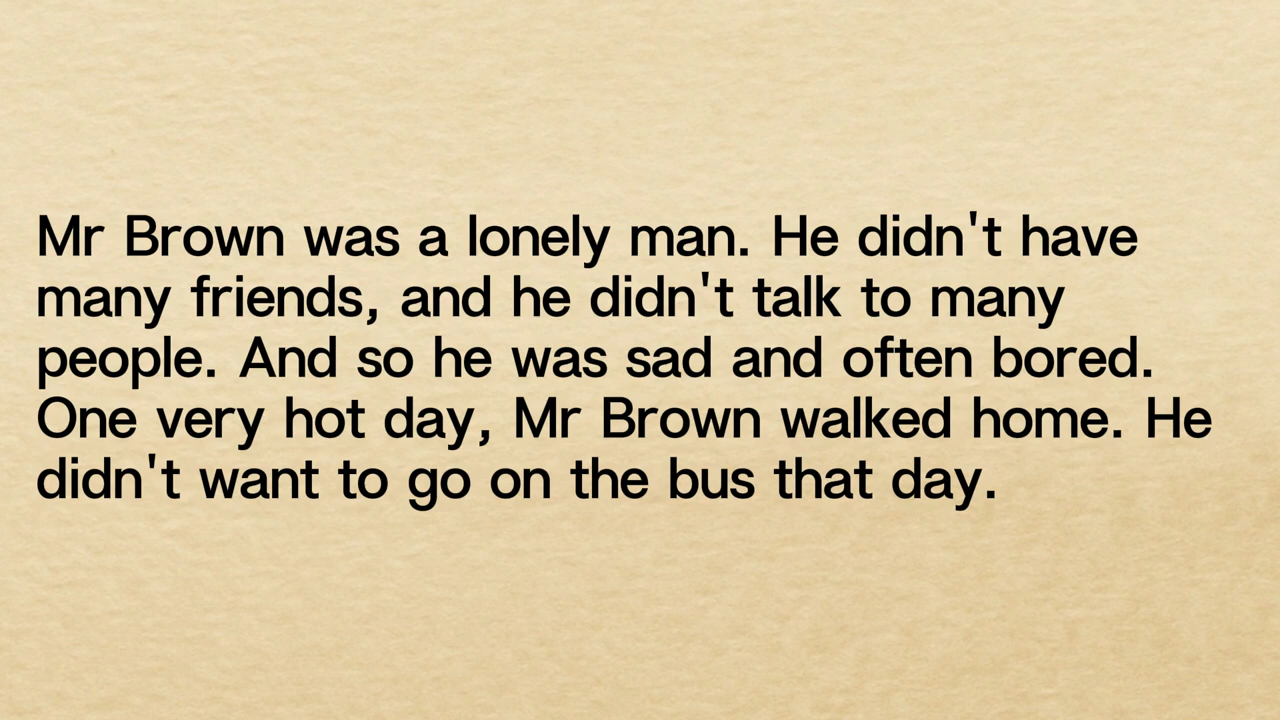 Mr Brown was a lonely man. He didn't have
many friends, and he didn't talk to many
people. And so he was sad and often bored.
One very hot day, Mr Brown walked home. He
didn't want to go on the bus that day.